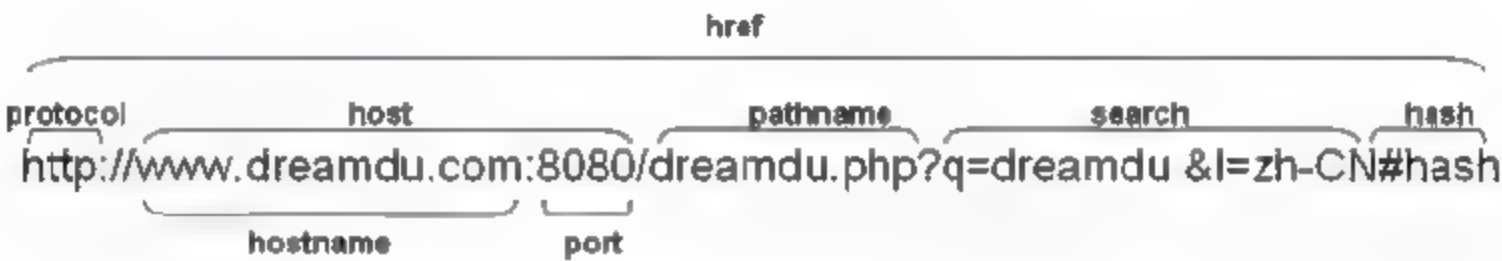 href
protocol host pathname search hash
http://www.dreamdu.com:8080/dreamdu.php?q=dreamdu &l=zh-CN#hash
hostname port